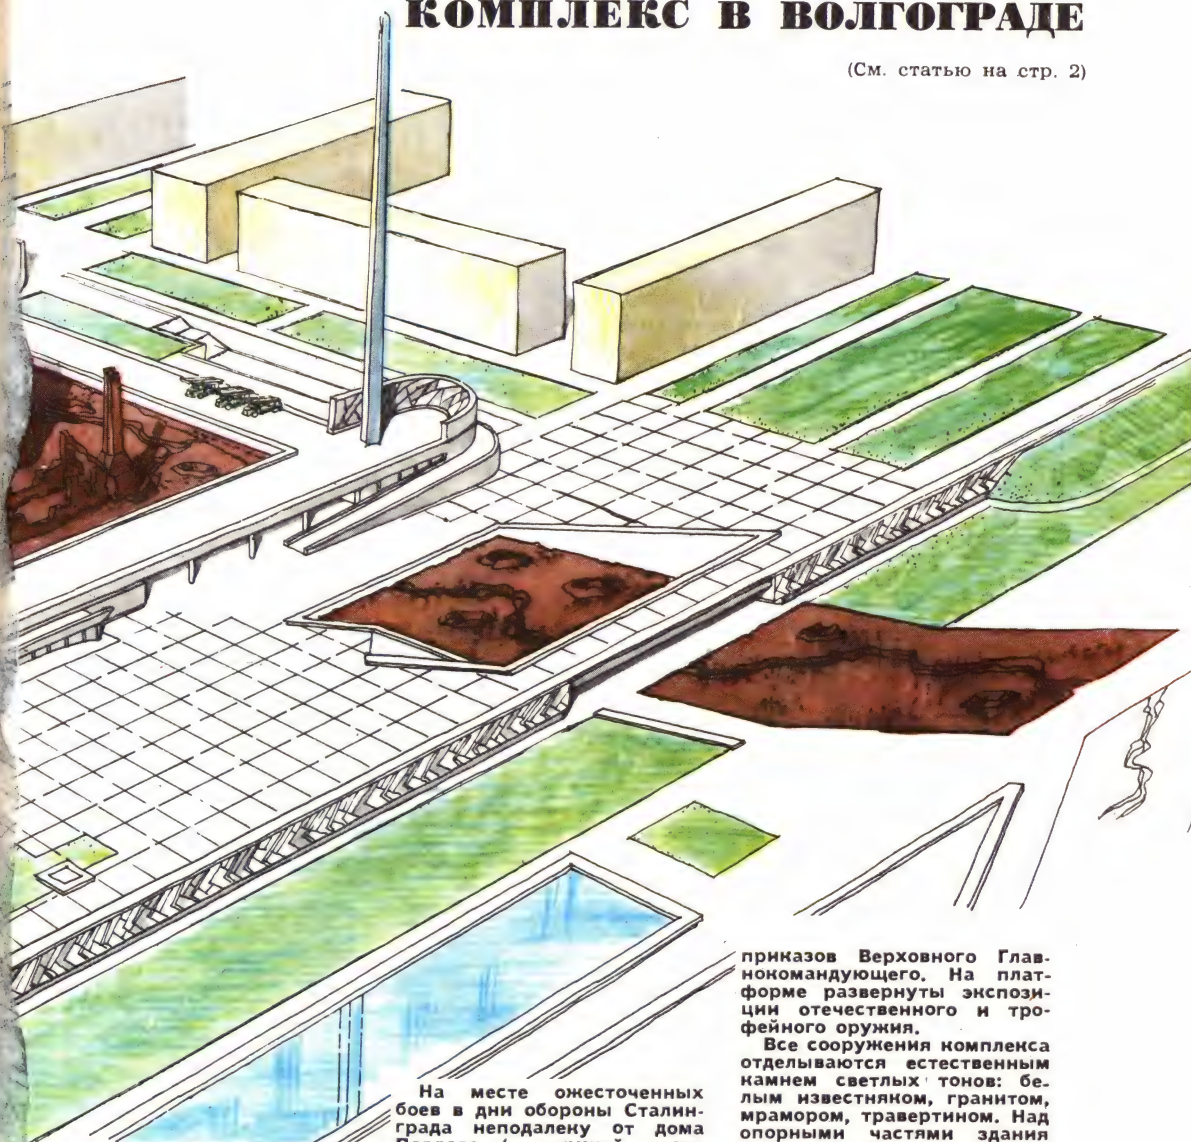 КОМПЛЕКС В ВОЛГОГРАДЕ
(См. статью на стр. 2)
На месте ожесточенных
боев в дни обороны Сталин-
града неподалеку от дома
приказов Верховного Глав-
нокомандующего. На плат-
форме развернуты экспози-
ции отечественного и тро-
фейного оружия.
Все сооружения комплекса
отделываются естественным
камнем светлых тонов: бе-
лым известняком, гранитом,
мрамором, травертином. Над
опорными частями здания